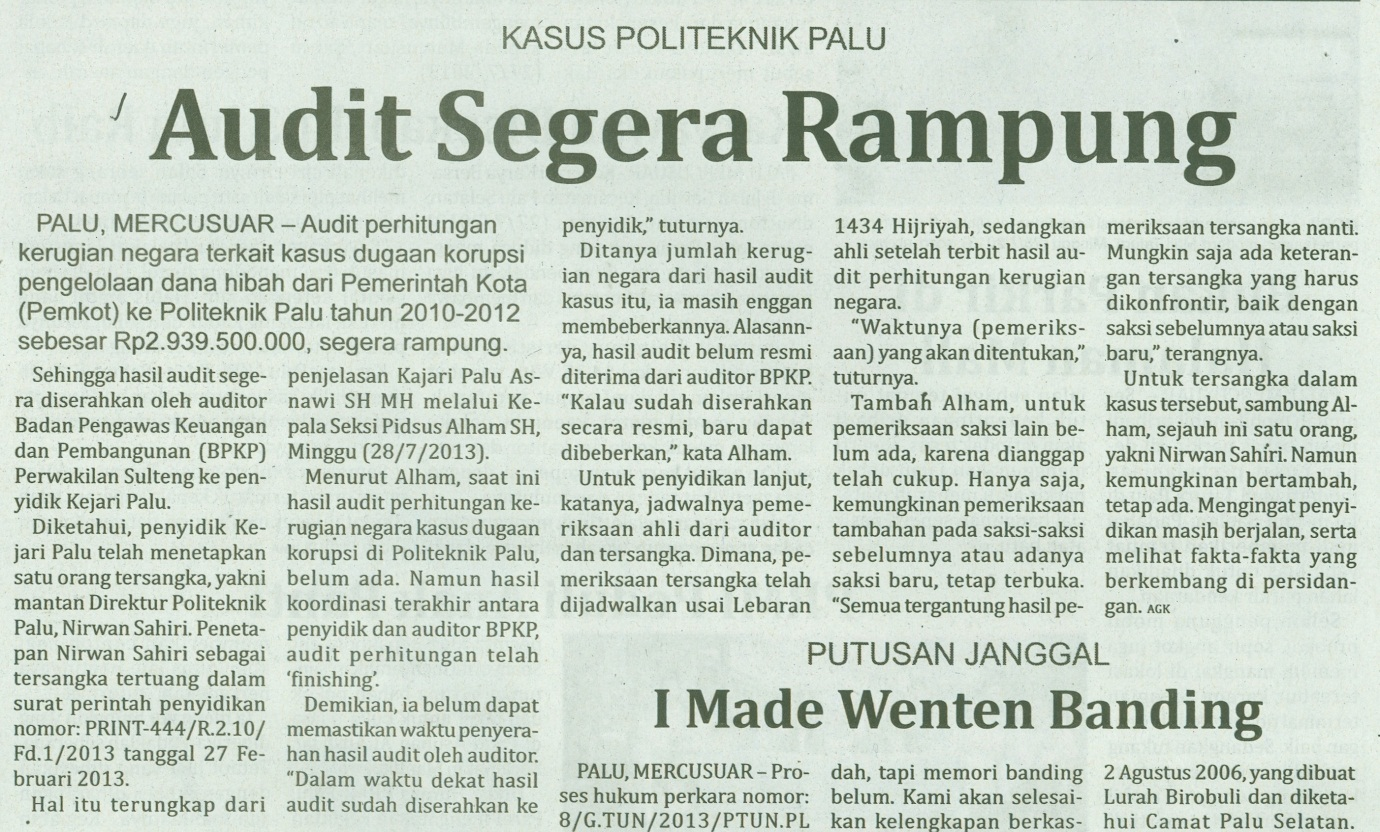 KASUS POLITEKNIK PALU
Audit Segera Rampung
PALU, MERCUSUAR – Audit perhitungan
kerugian negara terkait kasus dugaan korupsi
pengelolaan dana hibah dari Pemerintah Kota
(Pemkot) ke Politeknik Palu tahun 2010-2012
sebesar Rp2.939.500.000, segera rampung.
Sehingga hasil audit sege-
ra diserahkan oleh auditor
Badan Pengawas Keuangan
dan Pembangunan (BPKP)
Perwakilan Sulteng ke pen-
yidik Kejari Palu.
Diketahui, penyidik Ke-
jari Palu telah menetapkan
satu orang tersangka, yakni
mantan Direktur Politeknik
Palu, Nirwan Sahiri. Peneta-
pan Nirwan Sahiri sebagai
tersangka tertuang dalam
surat perintah penyidikan
nomor: PRINT-444/R.2.10/
Fd.1/2013 tanggal 27 Fe-
bruari 2013.
Hal itu terungkap dari
penjelasan Kajari Palu As-
nawi SH MH melalui Ke-
pala Seksi Pidsus Alham SH,
Minggu (28/7/2013).
Menurut Alham, saat ini
hasil audit perhitungan ke-
rugian negara kasus dugaan
korupsi di Politeknik Palu,
belum ada. Namun hasil
koordinasi terakhir antara
penyidik dan auditor BPKP,
audit perhitungan telah
‘finishing’.
Demikian, ia belum dapat
memastikan waktu penyera-
han hasil audit oleh auditor.
“Dalam waktu dekat hasil
audit sudah diserahkan ke
penyidik,” tuturnya.
Ditanya jumlah kerug-
ian negara dari hasil audit
kasus itu, ia masih enggan
membeberkannya. Alasann-
ya, hasil audit belum resmi
diterima dari auditor BPKP.
“Kalau sudah diserahkan
secara resmi, baru dapat
dibeberkan,” kata Alham.
Untuk penyidikan lanjut,
katanya, jadwalnya peme-
riksaan ahli dari auditor
dan tersangka. Dimana, pe-
meriksaan tersangka telah
dijadwalkan usai Lebaran
1434 Hijriyah, sedangkan
ahli setelah terbit hasil au-
dit perhitungan kerugian
negara.
“Waktunya (pemeriks-
aan) yang akan ditentukan,”
tuturnya.
Tambah Alham, untuk
pemeriksaan saksi lain be-
lum ada, karena dianggap
telah cukup. Hanya saja,
kemungkinan pemeriksaan
tambahan pada saksi-saksi
sebelumnya atau adanya
saksi baru, tetap terbuka.
“Semua tergantung hasil pe-
meriksaan tersangka nanti.
Mungkin saja ada keteran-
gan tersangka yang harus
dikonfrontir, baik dengan
saksi sebelumnya atau saksi
baru,” terangnya.
Untuk tersangka dalam
kasus tersebut, sambung Al-
ham, sejauh ini satu orang,
yakni Nirwan Sahiri. Namun
kemungkinan bertambah,
tetap ada. Mengingat penyi-
dikan masih berjalan, serta
melihat fakta-fakta yang
berkembang di persidan-
gan. AGK
PUTUSAN JANGGAL
I Made Wenten Banding
PALU, MERCUSUAR – Pro-
ses hukum perkara nomor:
8/G.TUN/2013/PTUN.PL
dah, tapi memori banding
belum. Kami akan selesai-
kan kelengkapan berkas-
2 Agustus 2006, yang dibuat
Lurah Birobuli dan diketa-
hui Camat Palu Selatan.